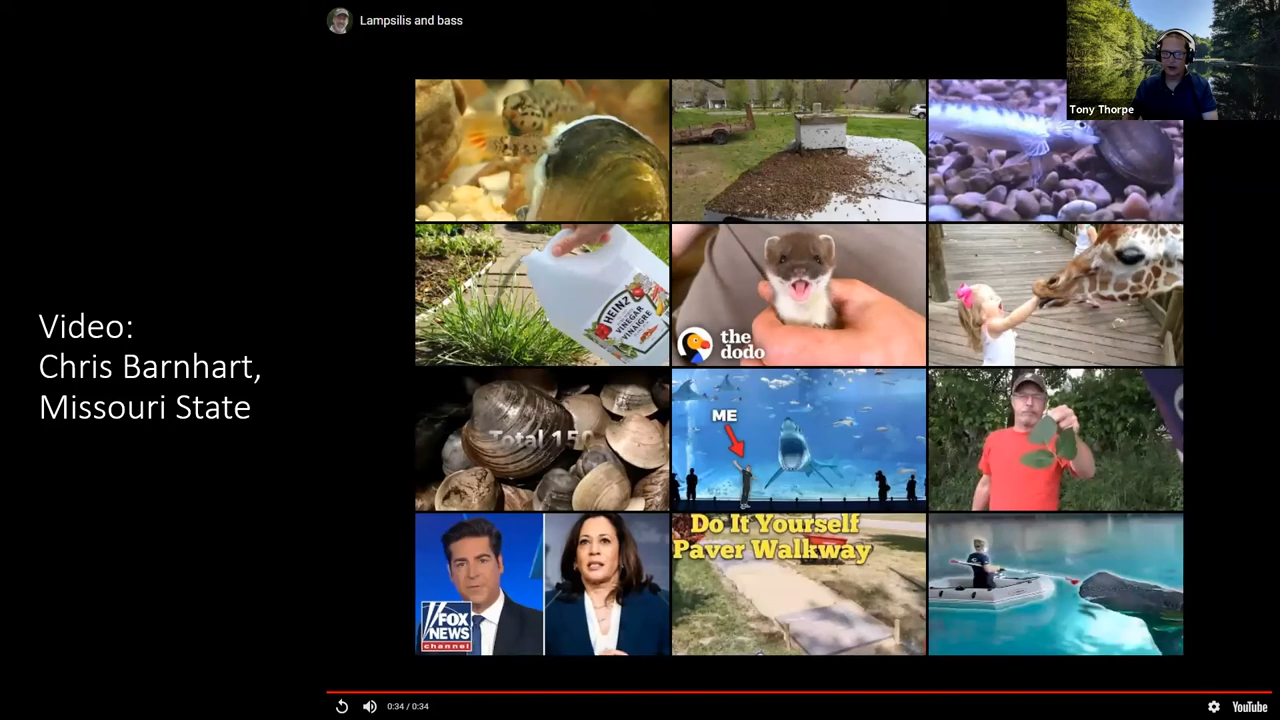 Lampsilis and bass
Tony Thorpe
Video:
Chris Barnhart,
Missouri State
HEINZ
VINEGAR
VINAIGRE
the
dodo
Total 150
ME
FOX
NEWS
channel
Do It Yourself
Paver Walkway
0:34 / 0:34
YouTube